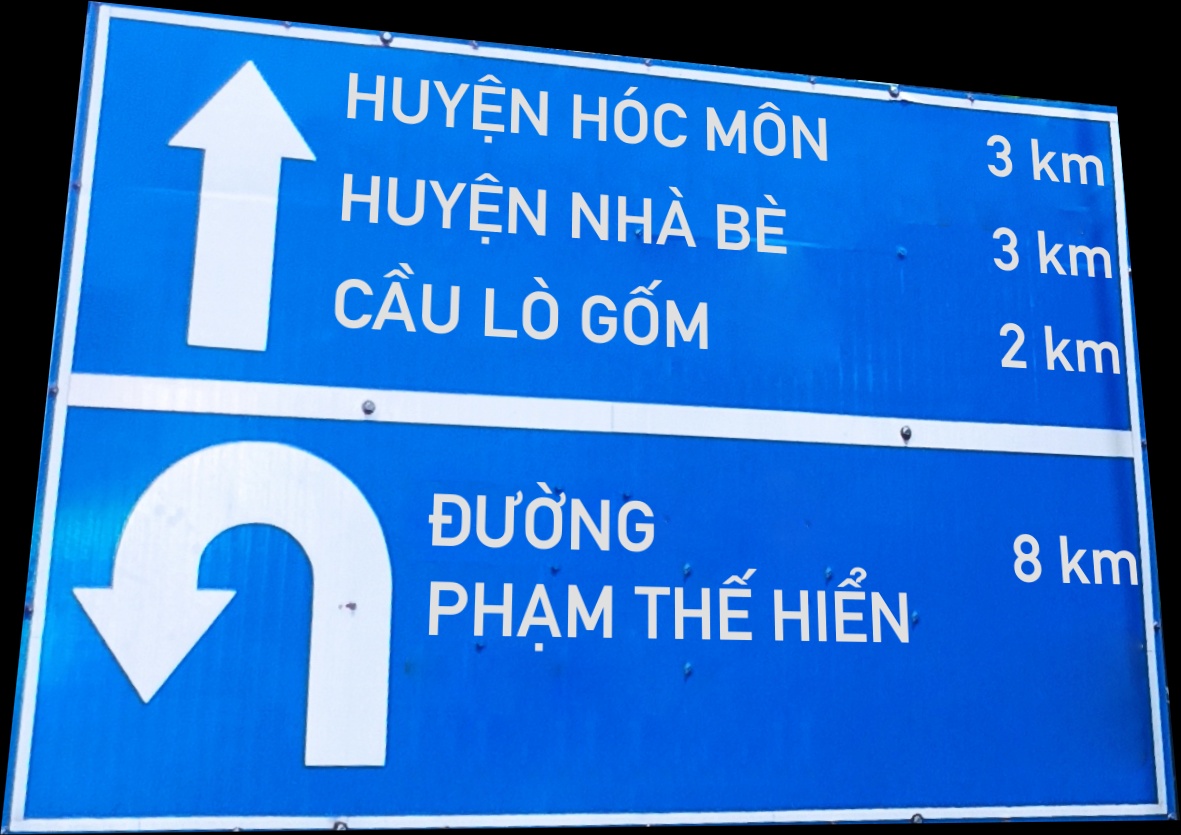 HUYỆN HÓC MÔN 3 km
HUYỆN NHÀ BÈ 3 km
CẦU LÒ GỐM 2 km
ĐƯỜNG 8 km
PHẠM THẾ HIỂN